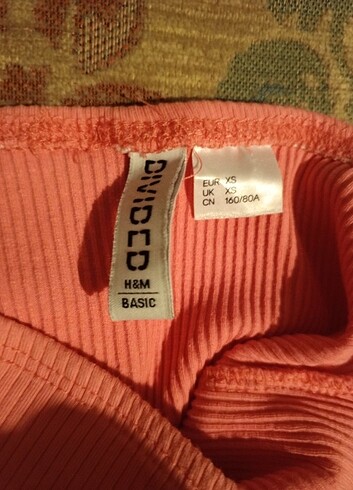 DIVIDED
H&M
BASIC
EUR XS
UK XS
CN 160/80A